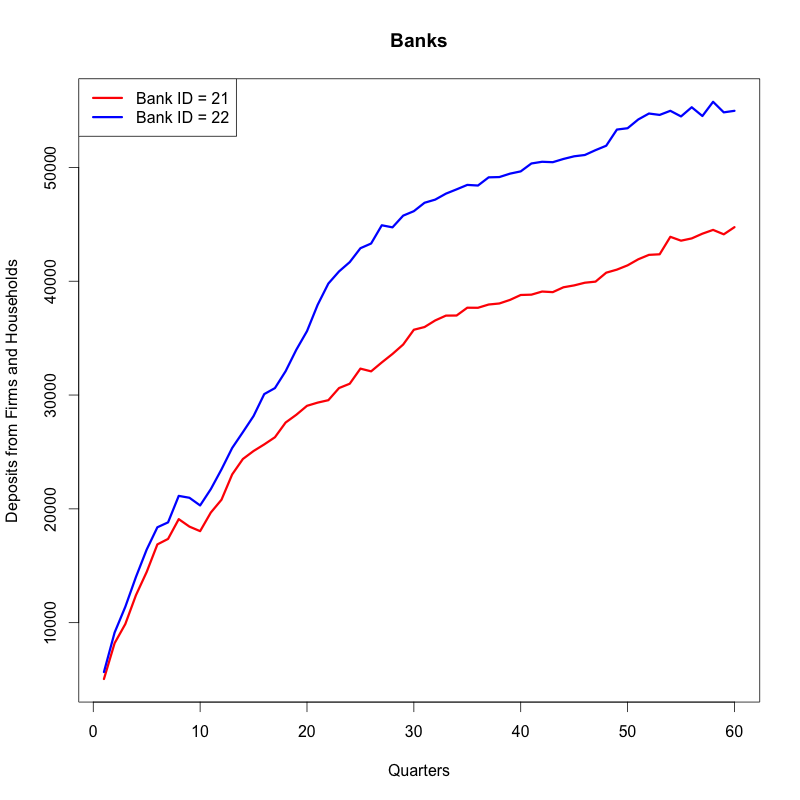 Banks
Bank ID = 21
Bank ID = 22
Deposits from Firms and Households
50000
40000
30000
20000
10000
0 10 20 30 40 50 60
Quarters